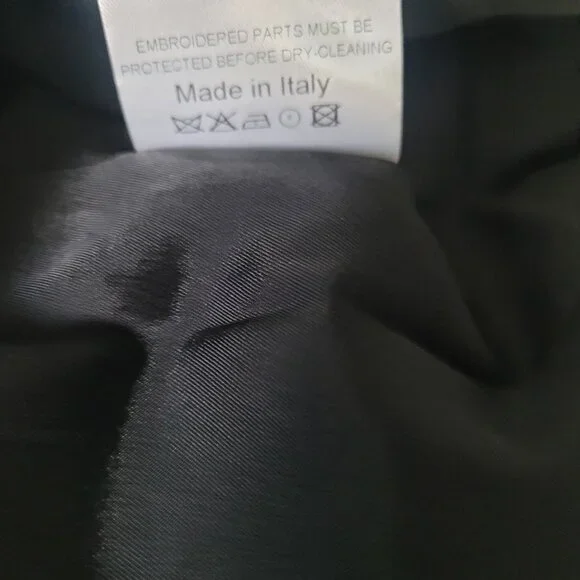 EMBROIDERED PARTS MUST BE
PROTECTED BEFORE DRY-CLEANING
Made in Italy